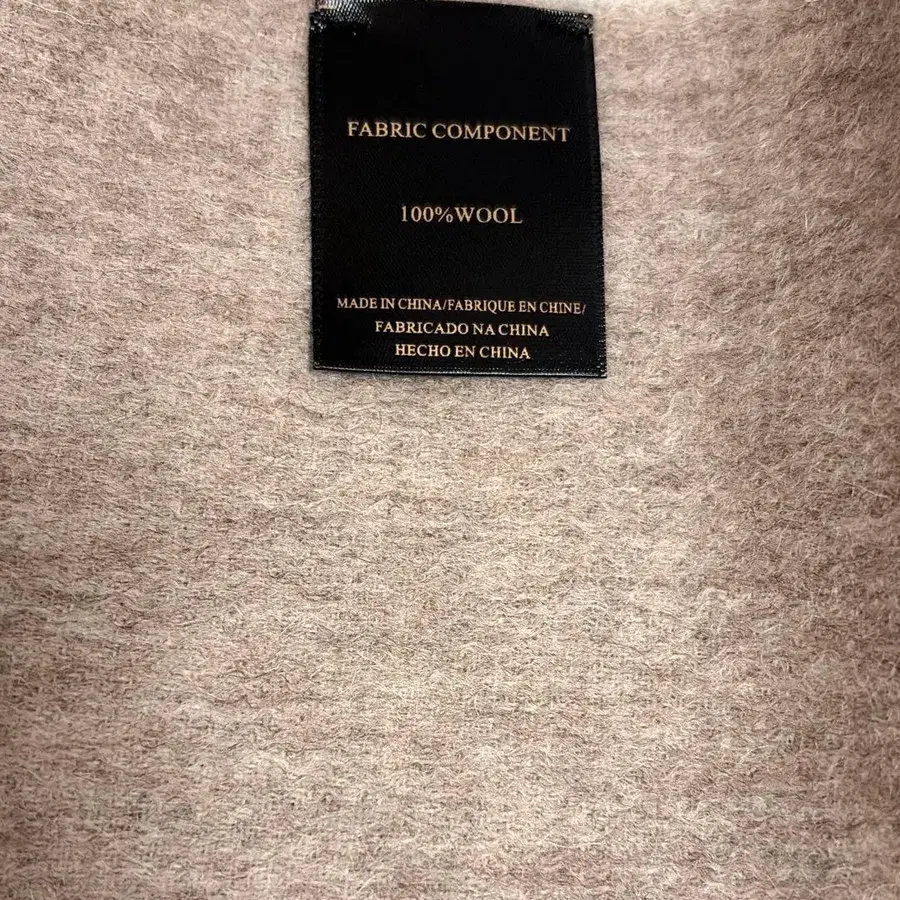 FABRIC COMPONENT
100%WOOL
MADE IN CHINA/FABRIQUE EN CHINE/
FABRICADO NA CHINA
HECHO EN CHINA